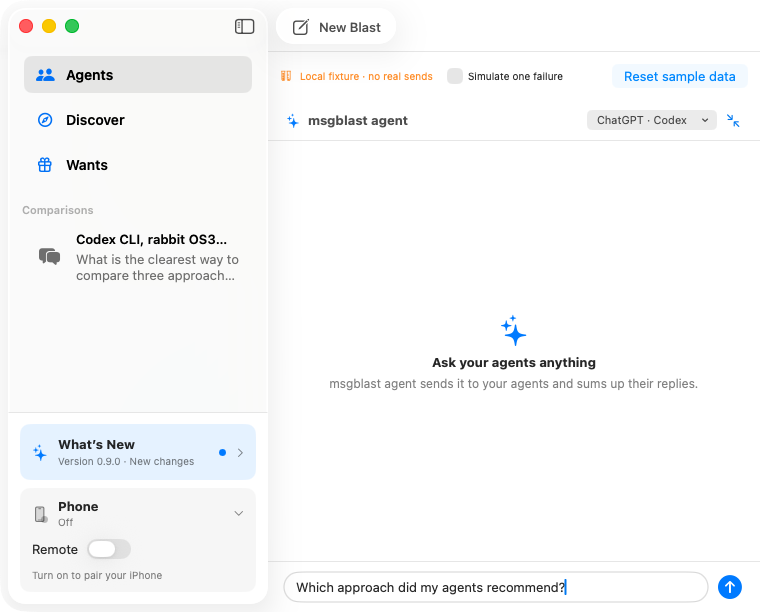 New Blast
Agents
Discover
Wants
Comparisons
Codex CLI, rabbit OS3...
What is the clearest way to
compare three approach...
What's New
Version 0.9.0 · New changes
Phone
Off
Remote
Turn on to pair your iPhone
Local fixture · no real sends
Simulate one failure
Reset sample data
msgblast agent
ChatGPT · Codex
Ask your agents anything
msgblast agent sends it to your agents and sums up their replies.
Which approach did my agents recommend?